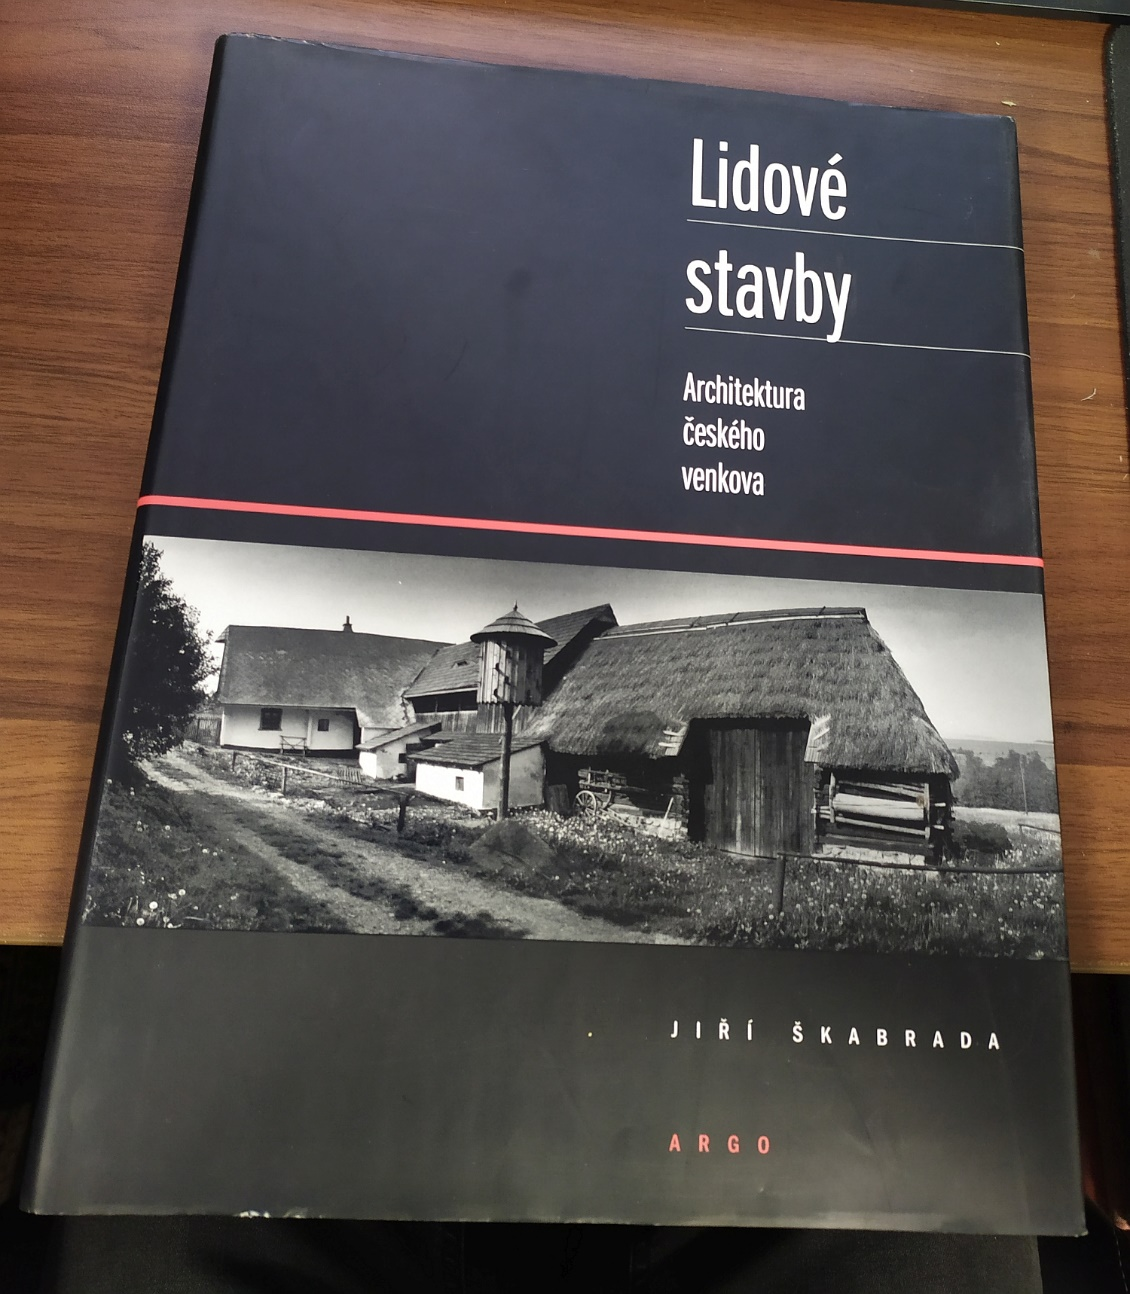 Lidové
stavby
Architektura
českého
venkova
JIŘÍ ŠKABRADA
ARGO